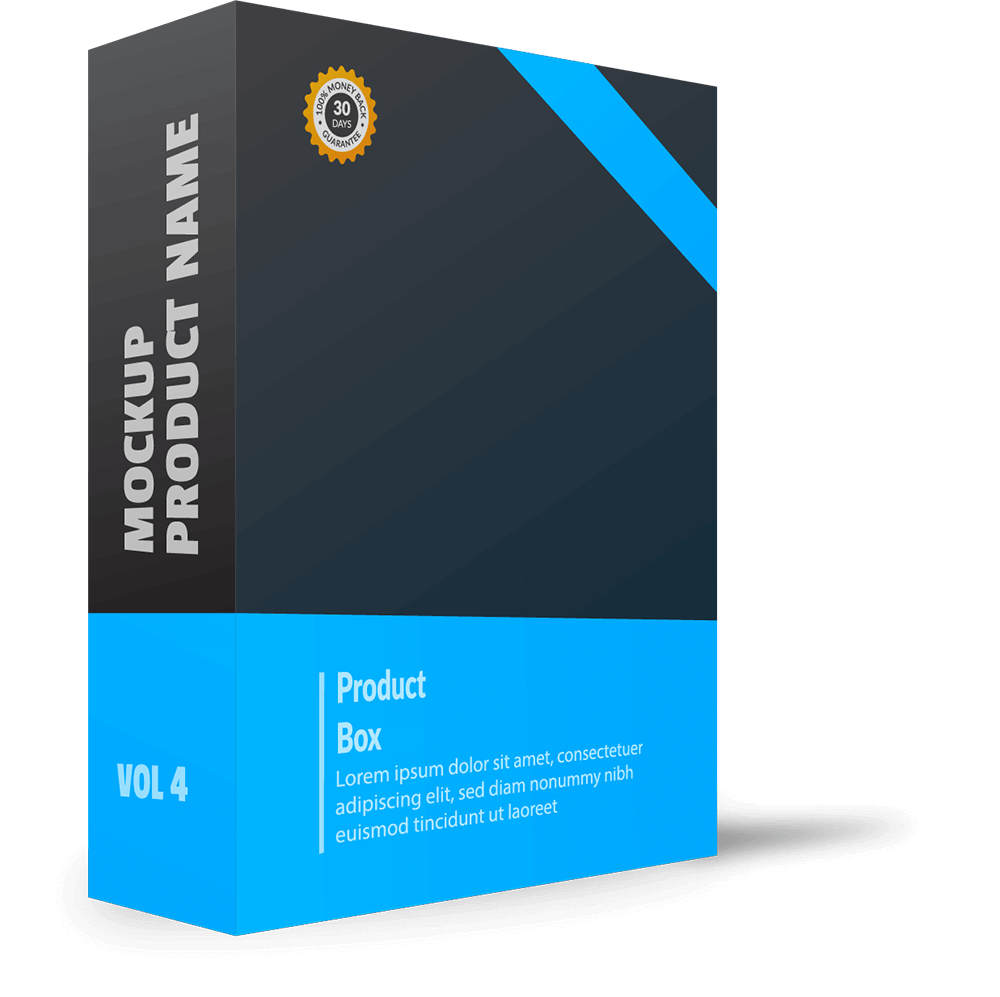 MOCKUP
PRODUCT NAME
VOL 4
100% MONEY BACK
30
DAYS
GUARANTEE
Product
Box
Lorem ipsum dolor sit amet, consectetuer
adipiscing elit, sed diam nonummy nibh
euismod tincidunt ut laoreet